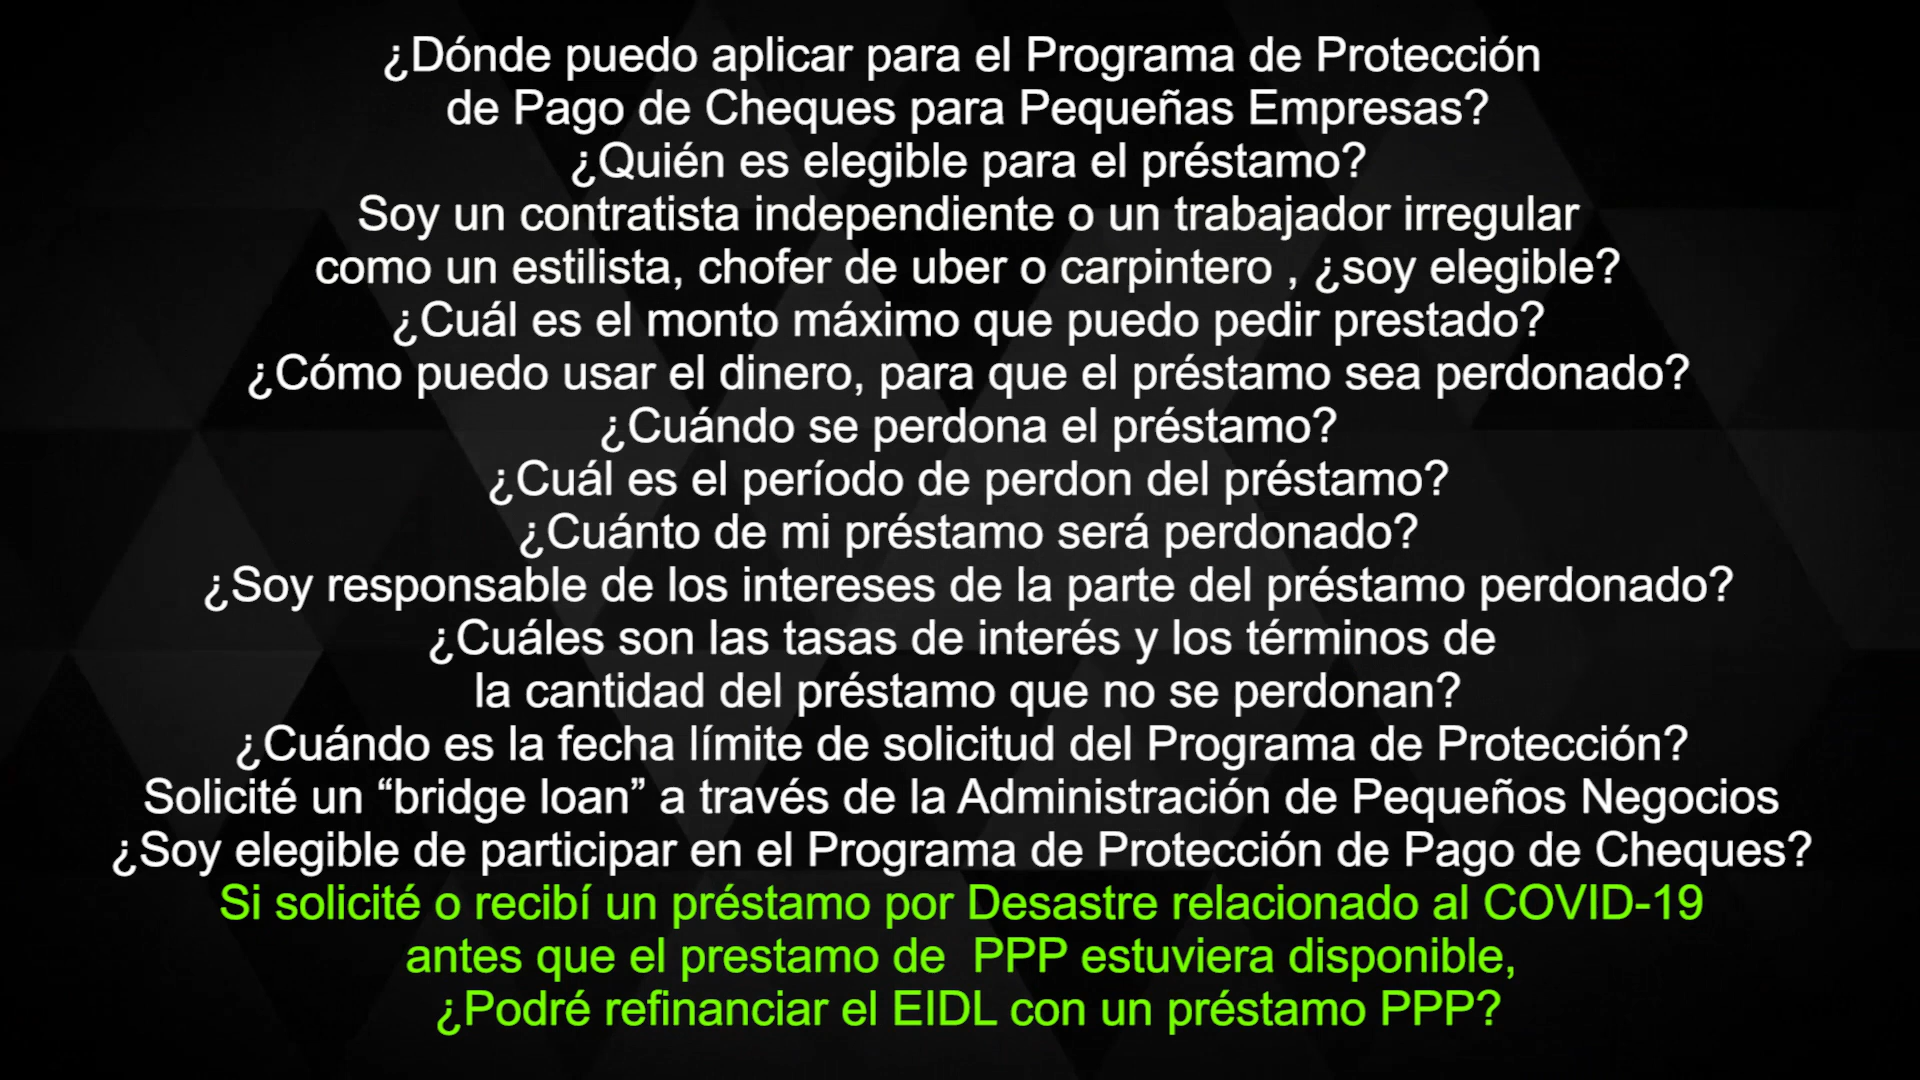 ¿Dónde puedo aplicar para el Programa de Protección
de Pago de Cheques para Pequeñas Empresas?
¿Quién es elegible para el préstamo?
Soy un contratista independiente o un trabajador irregular
como un estilista, chofer de uber o carpintero , ¿soy elegible?
¿Cuál es el monto máximo que puedo pedir prestado?
¿Cómo puedo usar el dinero, para que el préstamo sea perdonado?
¿Cuándo se perdona el préstamo?
¿Cuál es el período de perdon del préstamo?
¿Cuánto de mi préstamo será perdonado?
¿Soy responsable de los intereses de la parte del préstamo perdonado?
¿Cuáles son las tasas de interés y los términos de
la cantidad del préstamo que no se perdonan?
¿Cuándo es la fecha límite de solicitud del Programa de Protección?
Solicité un “bridge loan” a través de la Administración de Pequeños Negocios
¿Soy elegible de participar en el Programa de Protección de Pago de Cheques?
Si solicité o recibí un préstamo por Desastre relacionado al COVID-19
antes que el prestamo de  PPP estuviera disponible,
¿Podré refinanciar el EIDL con un préstamo PPP?